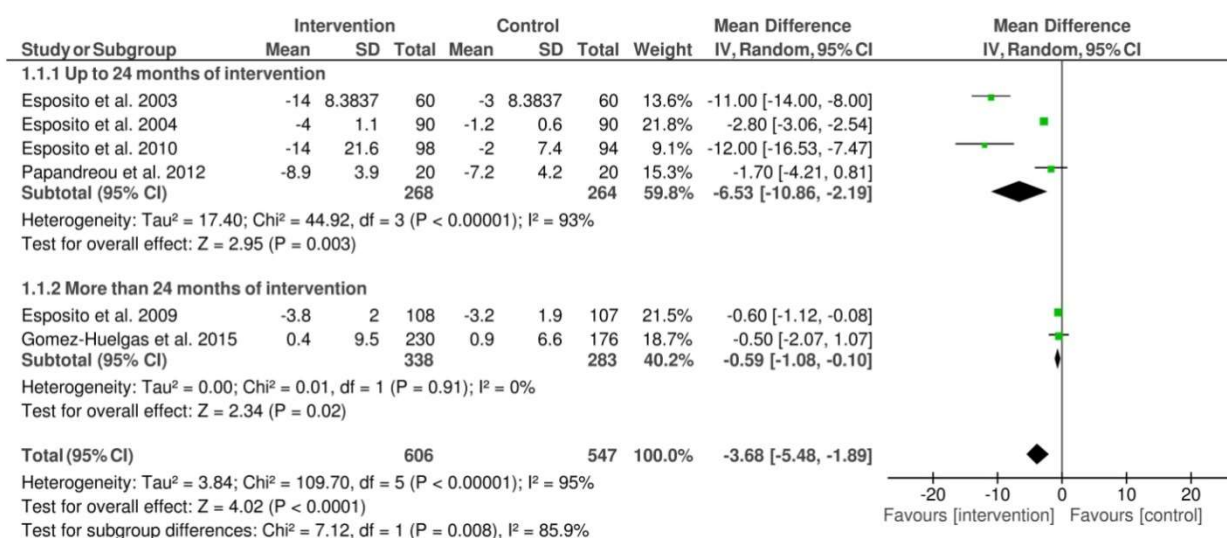 Intervention Control Mean Difference Mean Difference
Study or Subgroup Mean SD Total Mean SD Total Weight IV, Random, 95% CI IV, Random, 95% CI
1.1.1 Up to 24 months of intervention
Esposito et al. 2003 -14 8.3837 60 -3 8.3837 60 13.6% -11.00 [-14.00, -8.00]
Esposito et al. 2004 -4 1.1 90 -1.2 0.6 90 21.8% -2.80 [-3.06, -2.54]
Esposito et al. 2010 -14 21.6 98 -2 7.4 94 9.1% -12.00 [-16.53, -7.47]
Papandreou et al. 2012 -8.9 3.9 20 -7.2 4.2 20 15.3% -1.70 [-4.21, 0.81]
Subtotal (95% CI) 268 264 59.8% -6.53 [-10.86, -2.19]
Heterogeneity: Tau² = 17.40; Chi² = 44.92, df = 3 (P < 0.00001); I² = 93%
Test for overall effect: Z = 2.95 (P = 0.003)
1.1.2 More than 24 months of intervention
Esposito et al. 2009 -3.8 2 108 -3.2 1.9 107 21.5% -0.60 [-1.12, -0.08]
Gomez-Huelgas et al. 2015 0.4 9.5 230 0.9 6.6 176 18.7% -0.50 [-2.07, 1.07]
Subtotal (95% CI) 338 283 40.2% -0.59 [-1.08, -0.10]
Heterogeneity: Tau² = 0.00; Chi² = 0.01, df = 1 (P = 0.91); I² = 0%
Test for overall effect: Z = 2.34 (P = 0.02)
Total (95% CI) 606 547 100.0% -3.68 [-5.48, -1.89]
Heterogeneity: Tau² = 3.84; Chi² = 109.70, df = 5 (P < 0.00001); I² = 95%
Test for overall effect: Z = 4.02 (P < 0.0001)
Test for subgroup differences: Chi² = 7.12, df = 1 (P = 0.008), I² = 85.9%
-20 -10 0 10 20
Favours [intervention] Favours [control]